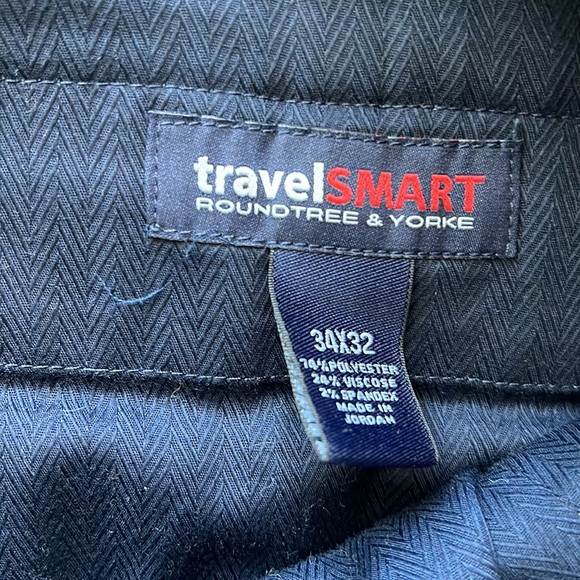 travelSMART
ROUNDTREE & YORKE
34X32
74% POLYESTER
24% VISCOSE
2% SPANDEX
MADE IN
JORDAN